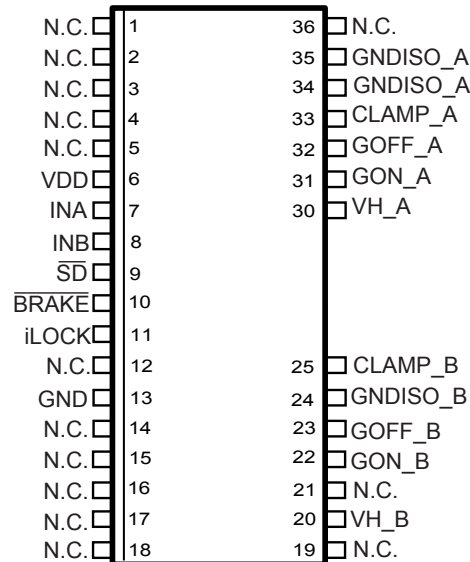 N.C. 1 36 N.C.
N.C. 2 35 GNDISO_A
N.C. 3 34 GNDISO_A
N.C. 4 33 CLAMP_A
N.C. 5 32 GOFF_A
VDD 6 31 GON_A
INA 7 30 VH_A
INB 8
SD 9
BRAKE 10
iLOCK 11
N.C. 12 25 CLAMP_B
GND 13 24 GNDISO_B
N.C. 14 23 GOFF_B
N.C. 15 22 GON_B
N.C. 16 21 N.C.
N.C. 17 20 VH_B
N.C. 18 19 N.C.